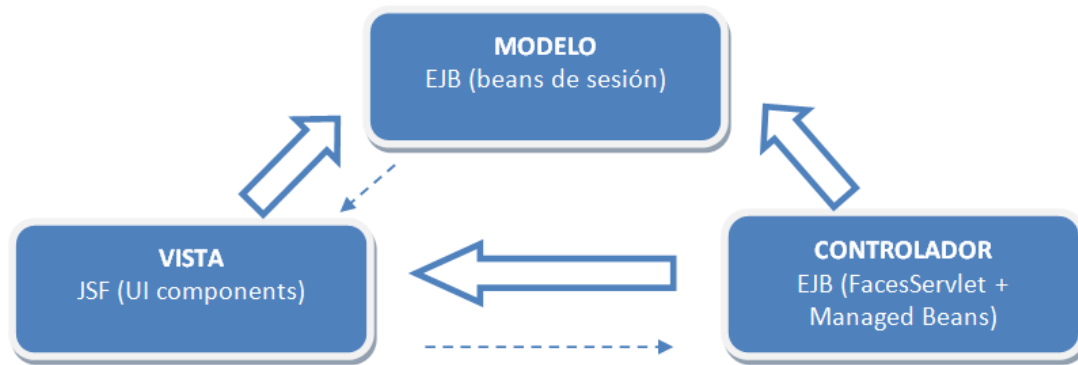 MODELO
EJB (beans de sesión)
VISTA
JSF (UI components)
CONTROLADOR
EJB (FacesServlet +
Managed Beans)